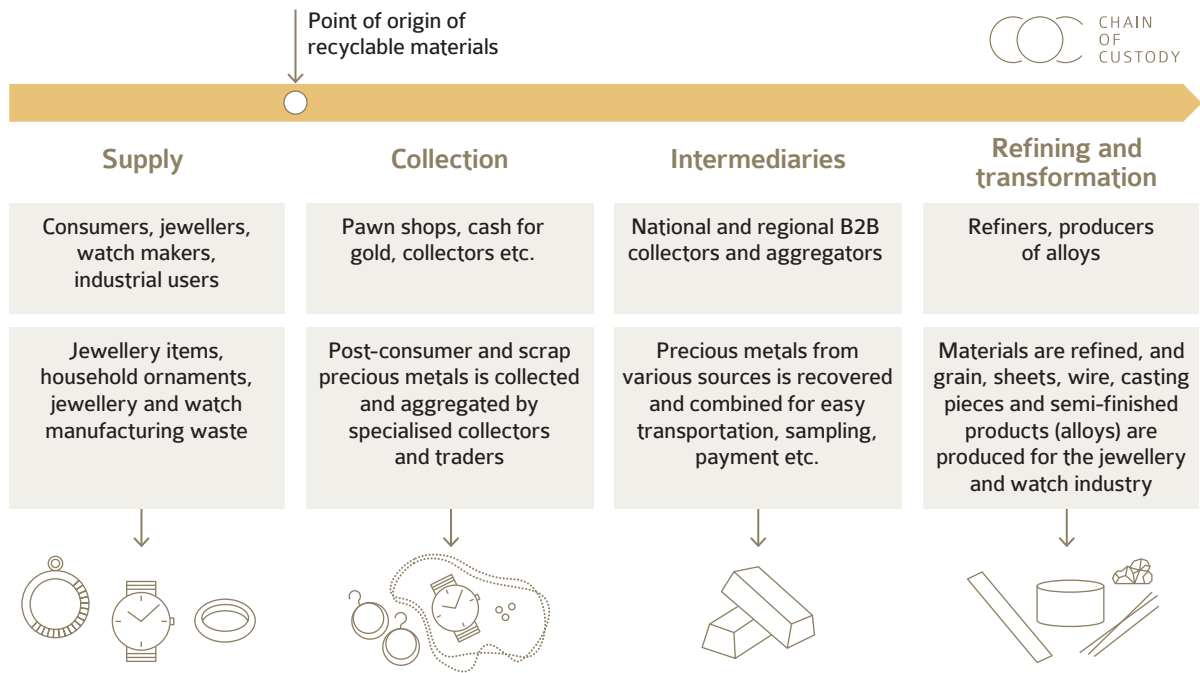 Point of origin of
recyclable materials
CHAIN
OF
CUSTODY
Supply
Collection
Intermediaries
Refining and
transformation
Consumers, jewellers,
watch makers,
industrial users
Pawn shops, cash for
gold, collectors etc.
National and regional B2B
collectors and aggregators
Refiners, producers
of alloys
Jewellery items,
household ornaments,
jewellery and watch
manufacturing waste
Post-consumer and scrap
precious metals is collected
and aggregated by
specialised collectors
and traders
Precious metals from
various sources is recovered
and combined for easy
transportation, sampling,
payment etc.
Materials are refined, and
grain, sheets, wire, casting
pieces and semi-finished
products (alloys) are
produced for the jewellery
and watch industry